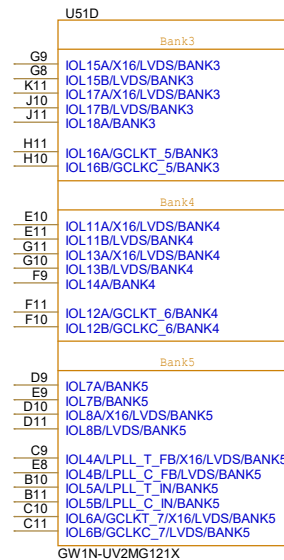 U51D
Bank3
G9 IOL15A/X16/LVDS/BANK3
G8 IOL15B/LVDS/BANK3
K11 IOL17A/X16/LVDS/BANK3
J10 IOL17B/LVDS/BANK3
J11 IOL18A/BANK3
H11 IOL16A/GCLKT_5/BANK3
H10 IOL16B/GCLKC_5/BANK3
Bank4
E10 IOL11A/X16/LVDS/BANK4
E11 IOL11B/LVDS/BANK4
G11 IOL13A/X16/LVDS/BANK4
G10 IOL13B/LVDS/BANK4
F9 IOL14A/BANK4
F11 IOL12A/GCLKT_6/BANK4
F10 IOL12B/GCLKC_6/BANK4
Bank5
D9 IOL7A/BANK5
E9 IOL7B/BANK5
D10 IOL8A/X16/LVDS/BANK5
D11 IOL8B/LVDS/BANK5
C9 IOL4A/LPLL_T_FB/X16/LVDS/BANK5
E8 IOL4B/LPLL_C_FB/LVDS/BANK5
B10 IOL5A/LPLL_T_IN/BANK5
B11 IOL5B/LPLL_C_IN/BANK5
C10 IOL6A/GCLKT_7/X16/LVDS/BANK5
C11 IOL6B/GCLKC_7/LVDS/BANK5
GW1N-UV2MG121X